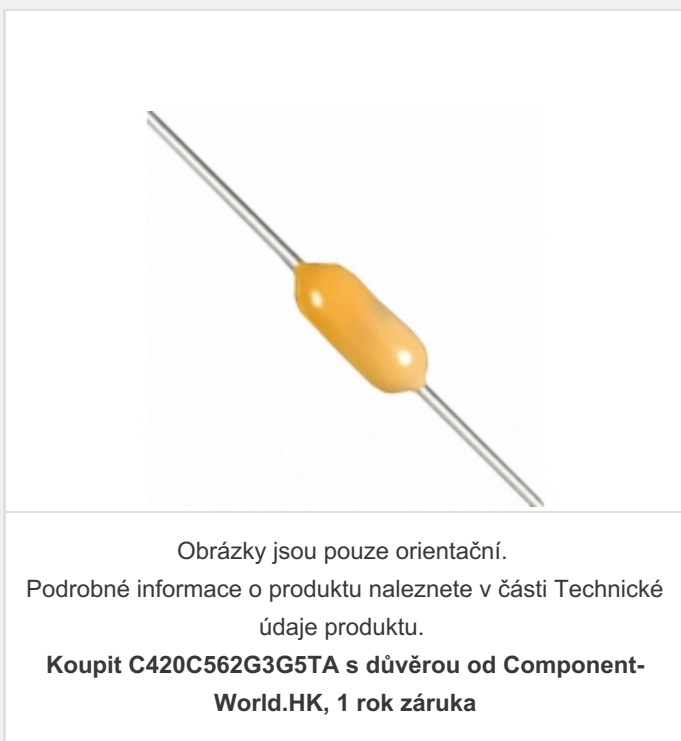 Obrázky jsou pouze orientační.
Podrobné informace o produktu naleznete v části Technické
údaje produktu.
Koupit C420C562G3G5TA s důvěrou od Component-
World.HK, 1 rok záruka